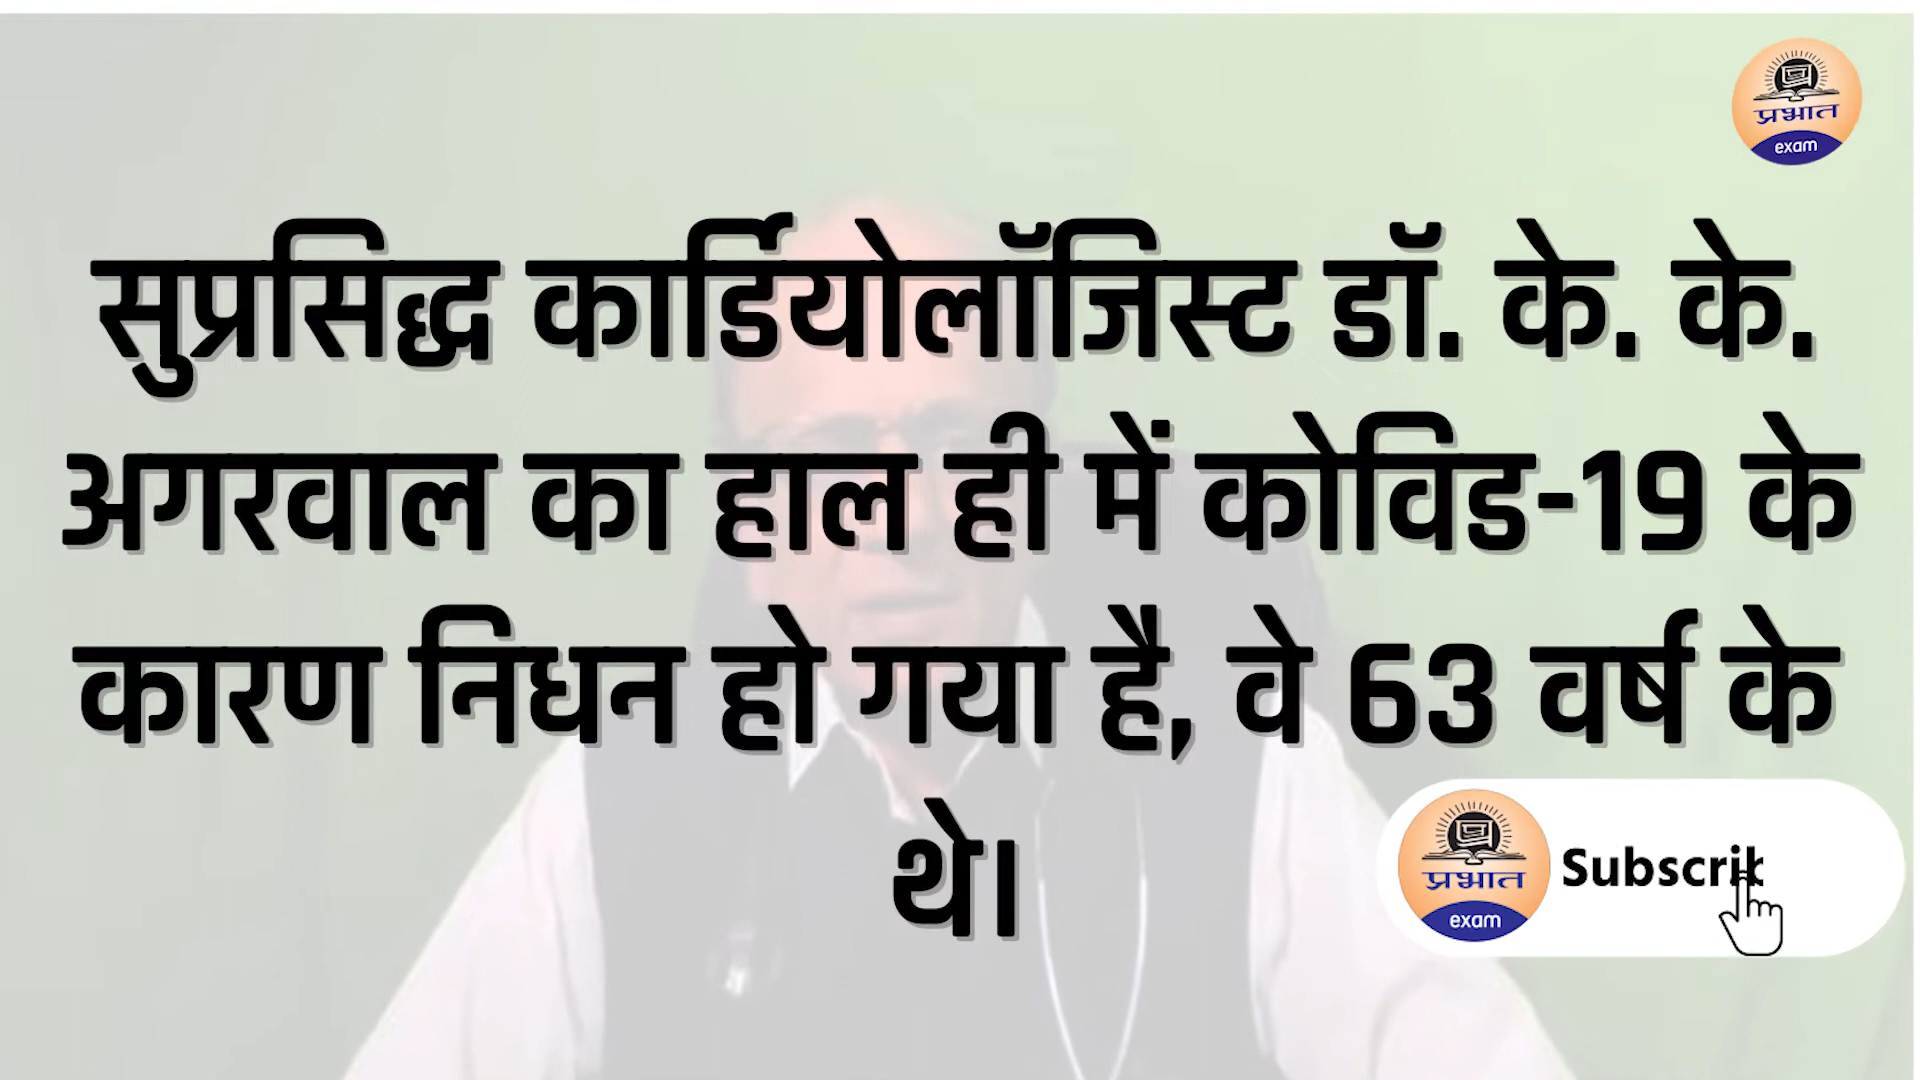 प्रभात
exam
सुप्रसिद्ध कार्डियोलॉजिस्ट डॉ. के. के.
अगरवाल का हाल ही में कोविड-19 के
कारण निधन हो गया है, वे 63 वर्ष के
थे।
प्रभात
exam
Subscrib